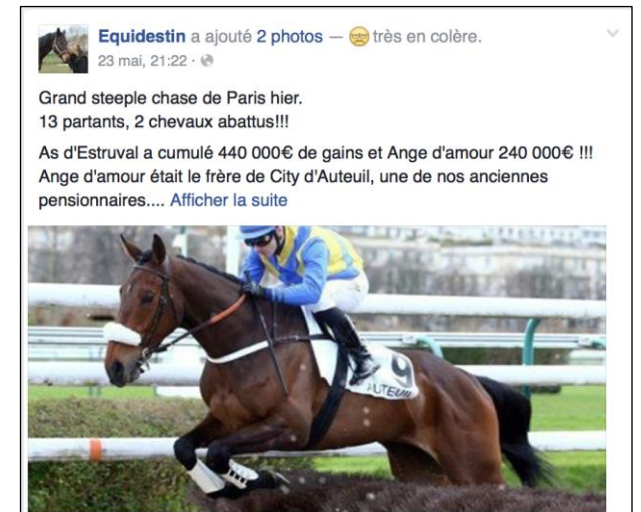 Equidestin a ajouté 2 photos — très en colère.
23 mai, 21:22 ·
Grand steeple chase de Paris hier.
13 partants, 2 chevaux abattus!!!
As d'Estruval a cumulé 440 000€ de gains et Ange d'amour 240 000€ !!!
Ange d'amour était le frère de City d'Auteuil, une de nos anciennes
pensionnaires.... Afficher la suite
9
AUTEUIL